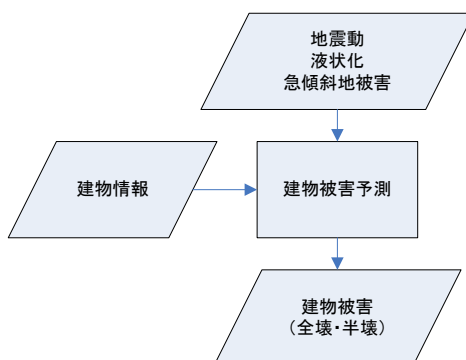 地震動
液状化
急傾斜地被害
建物情報
建物被害予測
建物被害
（全壊・半壊）